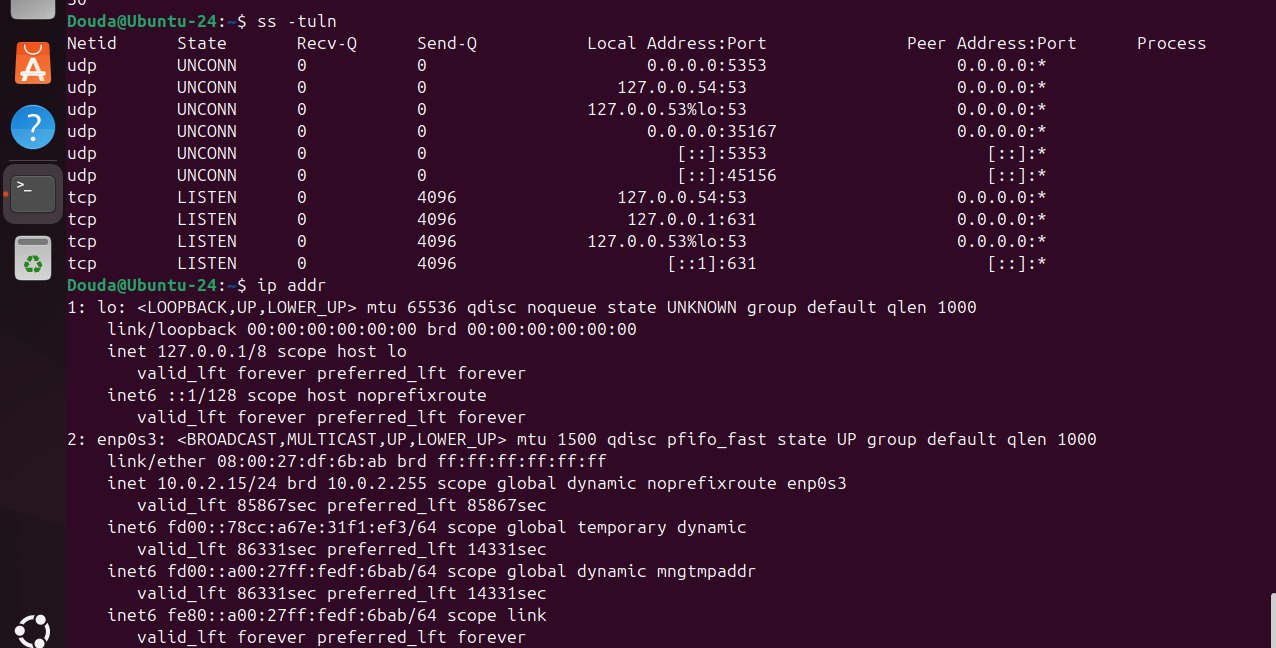 Douda@Ubuntu-24:~$ ss -tuln
Netid State Recv-Q Send-Q Local Address:Port Peer Address:Port Process
udp UNCONN 0 0 0.0.0.0:5353 0.0.0.0:*
udp UNCONN 0 0 127.0.0.54:53 0.0.0.0:*
udp UNCONN 0 0 127.0.0.53%lo:53 0.0.0.0:*
udp UNCONN 0 0 0.0.0.0:35167 0.0.0.0:*
udp UNCONN 0 0 [::]:5353 [::]:*
udp UNCONN 0 0 [::]:45156 [::]:*
tcp LISTEN 0 4096 127.0.0.54:53 0.0.0.0:*
tcp LISTEN 0 4096 127.0.0.1:631 0.0.0.0:*
tcp LISTEN 0 4096 127.0.0.53%lo:53 0.0.0.0:*
tcp LISTEN 0 4096 [::1]:631 [::]:*
Douda@Ubuntu-24:~$ ip addr
1: lo: <LOOPBACK,UP,LOWER_UP> mtu 65536 qdisc noqueue state UNKNOWN group default qlen 1000
link/loopback 00:00:00:00:00:00 brd 00:00:00:00:00:00
inet 127.0.0.1/8 scope host lo
valid_lft forever preferred_lft forever
inet6 ::1/128 scope host noprefixroute
valid_lft forever preferred_lft forever
2: enp0s3: <BROADCAST,MULTICAST,UP,LOWER_UP> mtu 1500 qdisc pfifo_fast state UP group default qlen 1000
link/ether 08:00:27:df:6b:ab brd ff:ff:ff:ff:ff:ff
inet 10.0.2.15/24 brd 10.0.2.255 scope global dynamic noprefixroute enp0s3
valid_lft 85867sec preferred_lft 85867sec
inet6 fd00::78cc:a67e:31f1:ef3/64 scope global temporary dynamic
valid_lft 86331sec preferred_lft 14331sec
inet6 fd00::a00:27ff:fedf:6bab/64 scope global dynamic mngtmpaddr
valid_lft 86331sec preferred_lft 14331sec
inet6 fe80::a00:27ff:fedf:6bab/64 scope link
valid_lft forever preferred_lft forever